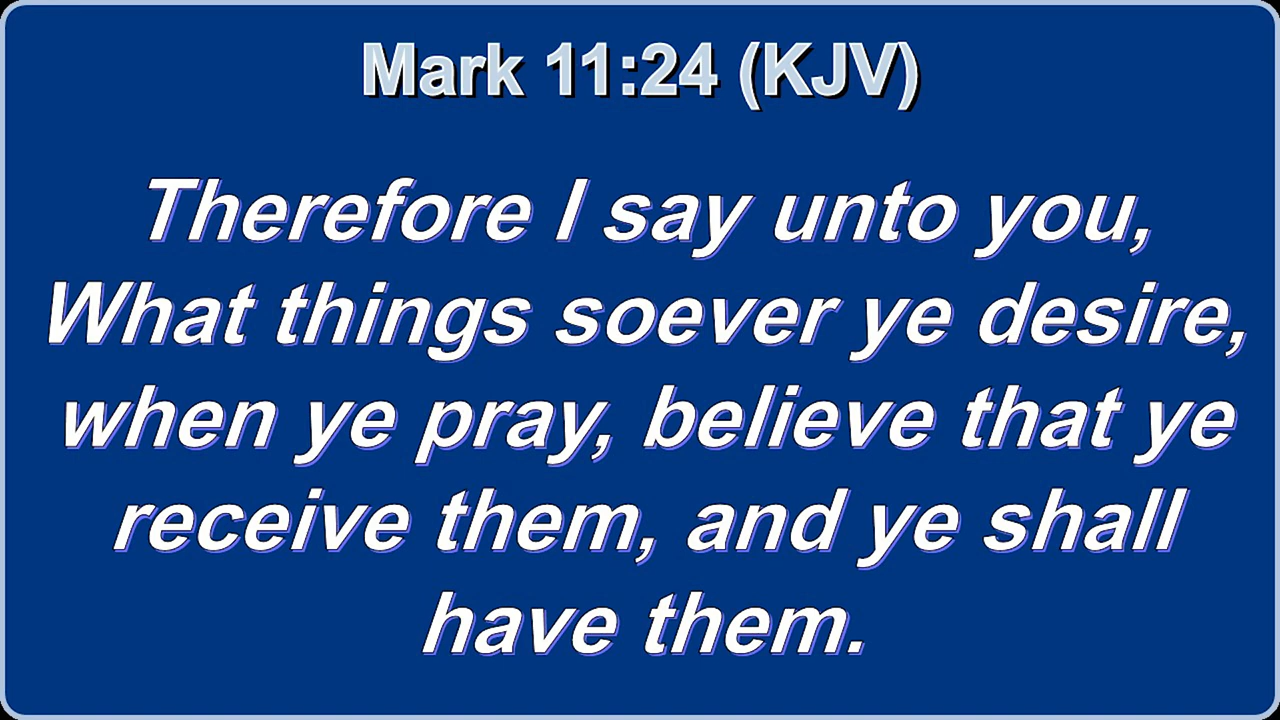 Mark 11:24 (KJV)
Therefore I say unto you,
What things soever ye desire,
when ye pray, believe that ye
receive them, and ye shall
have them.